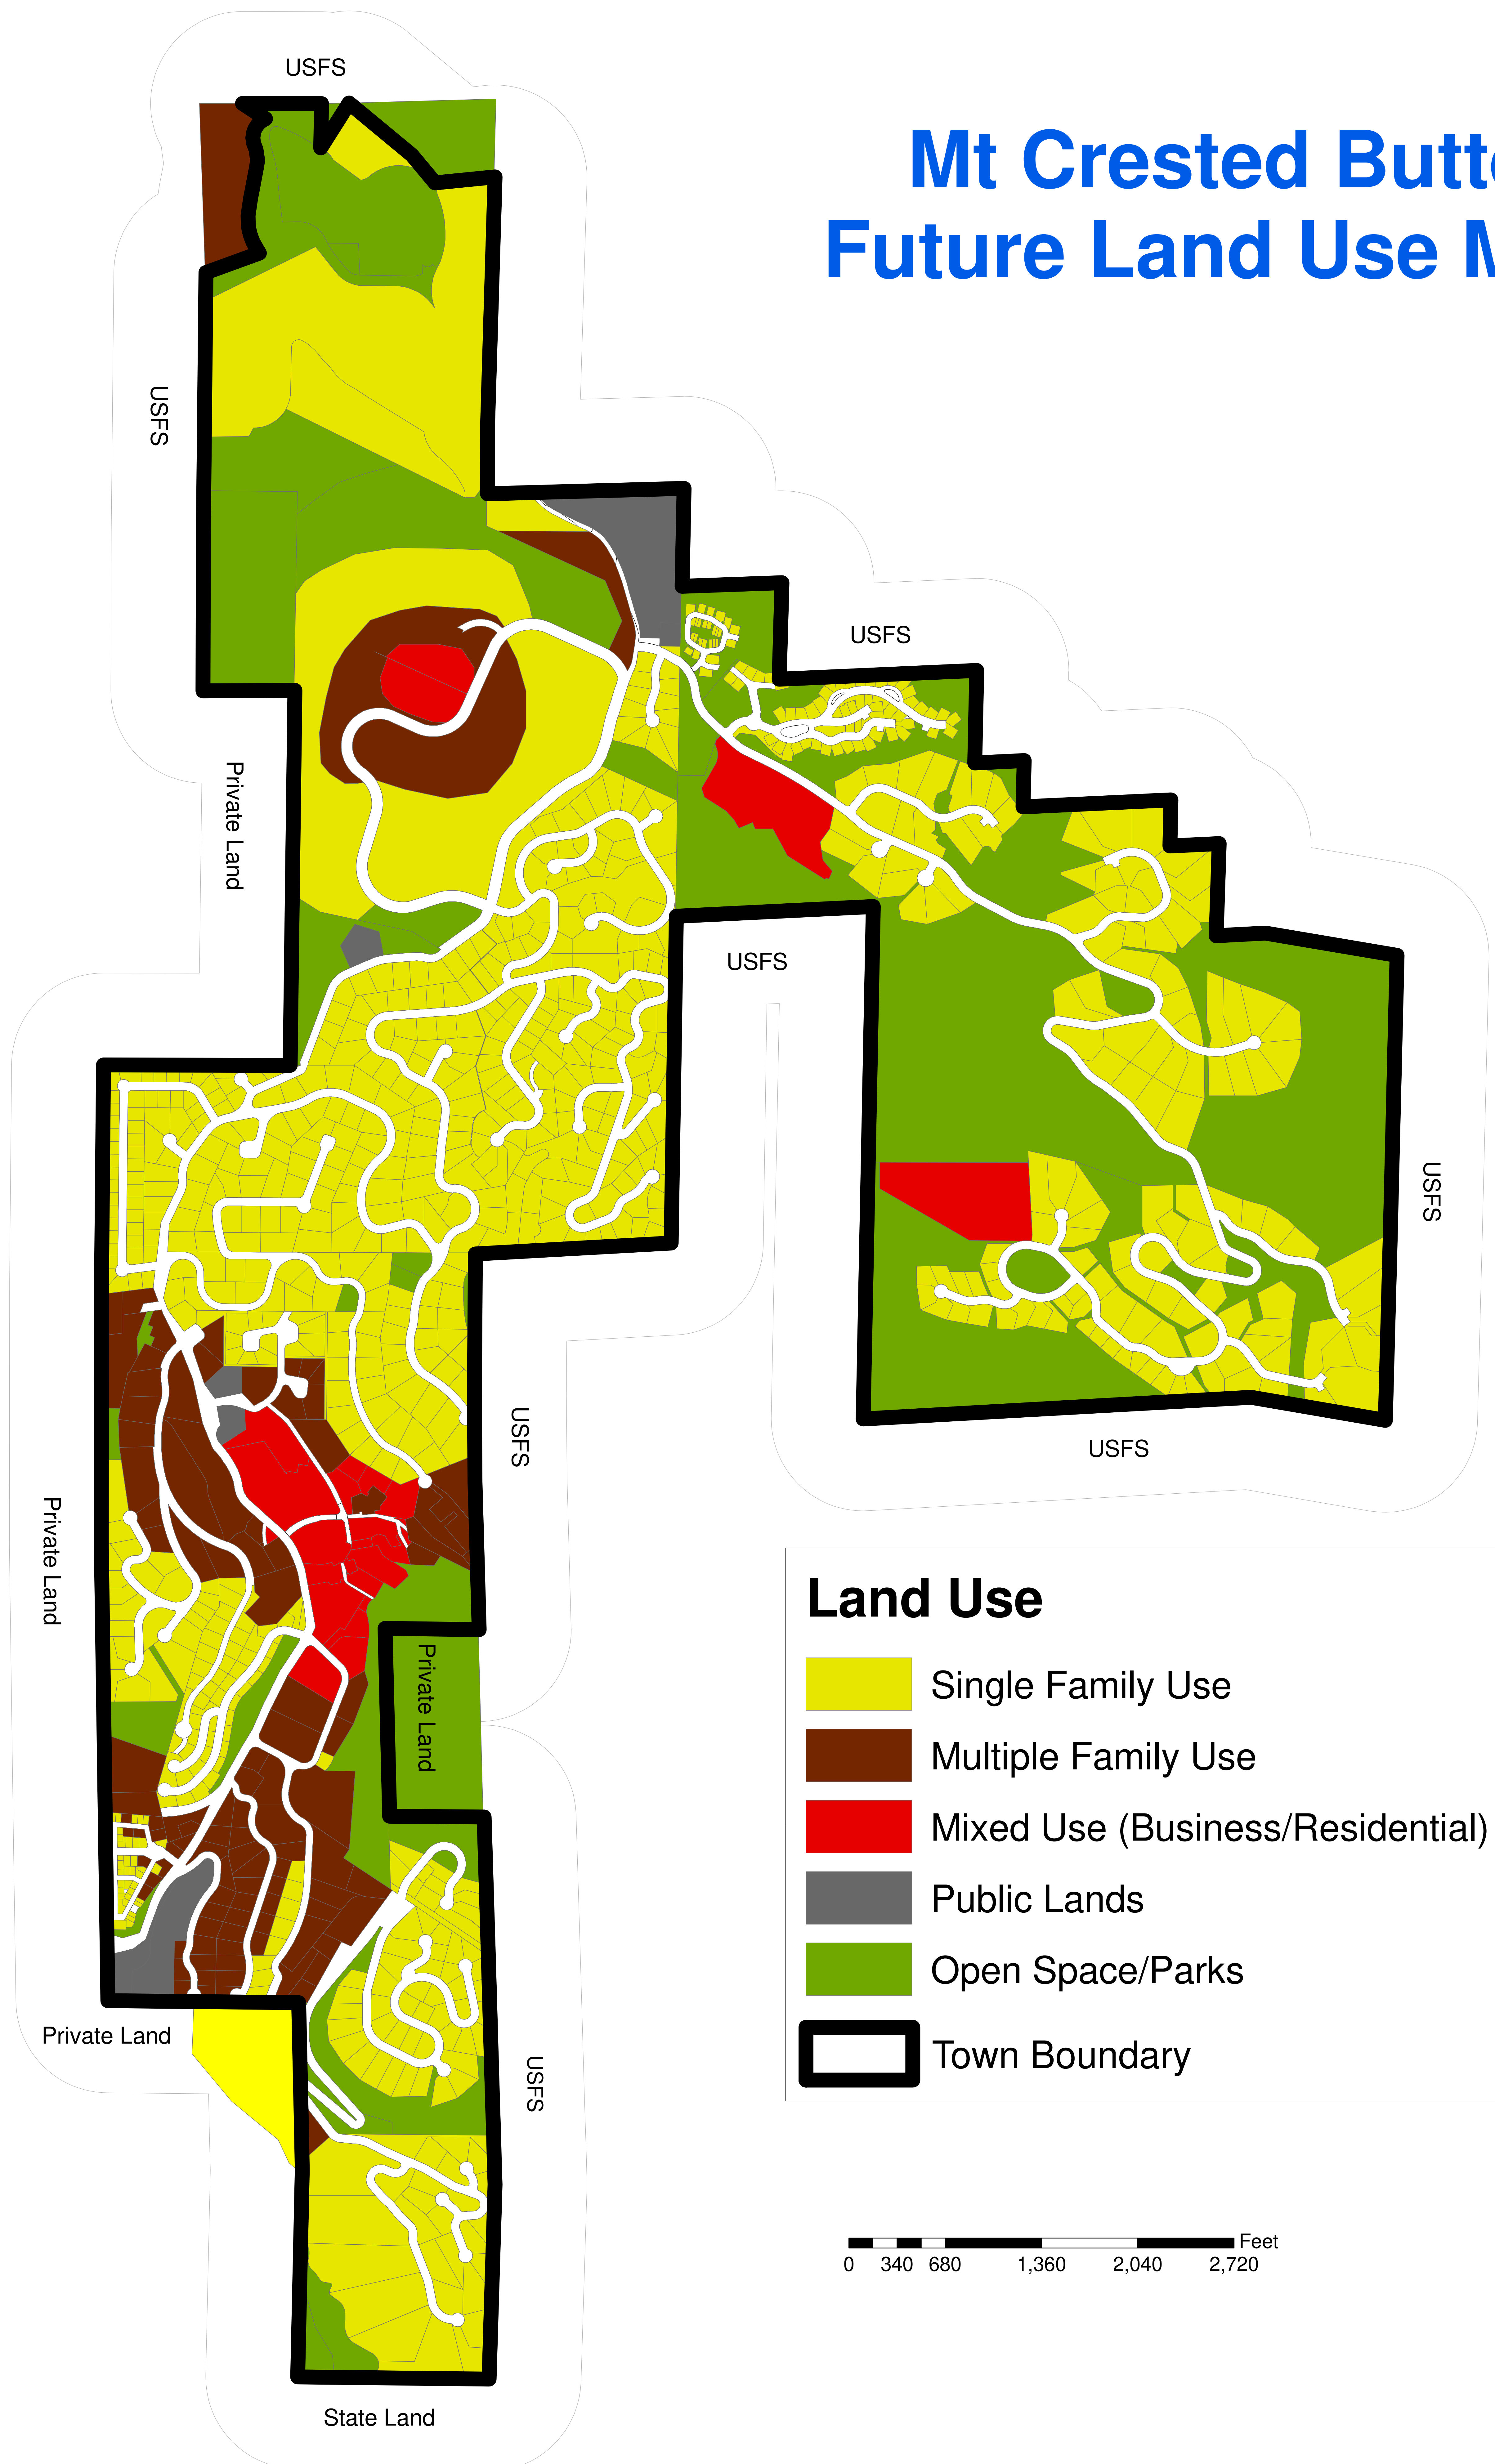 USFS
Mt Crested Butte
Future Land Use M
USFS
USFS
Private Land
USFS
USFS
USFS
USFS
Private Land
USFS
Private Land
Land Use
Single Family Use
Multiple Family Use
Mixed Use (Business/Residential)
Public Lands
Open Space/Parks
Town Boundary
Private Land
USFS
Feet
0 340 680 1,360 2,040 2,720
State Land